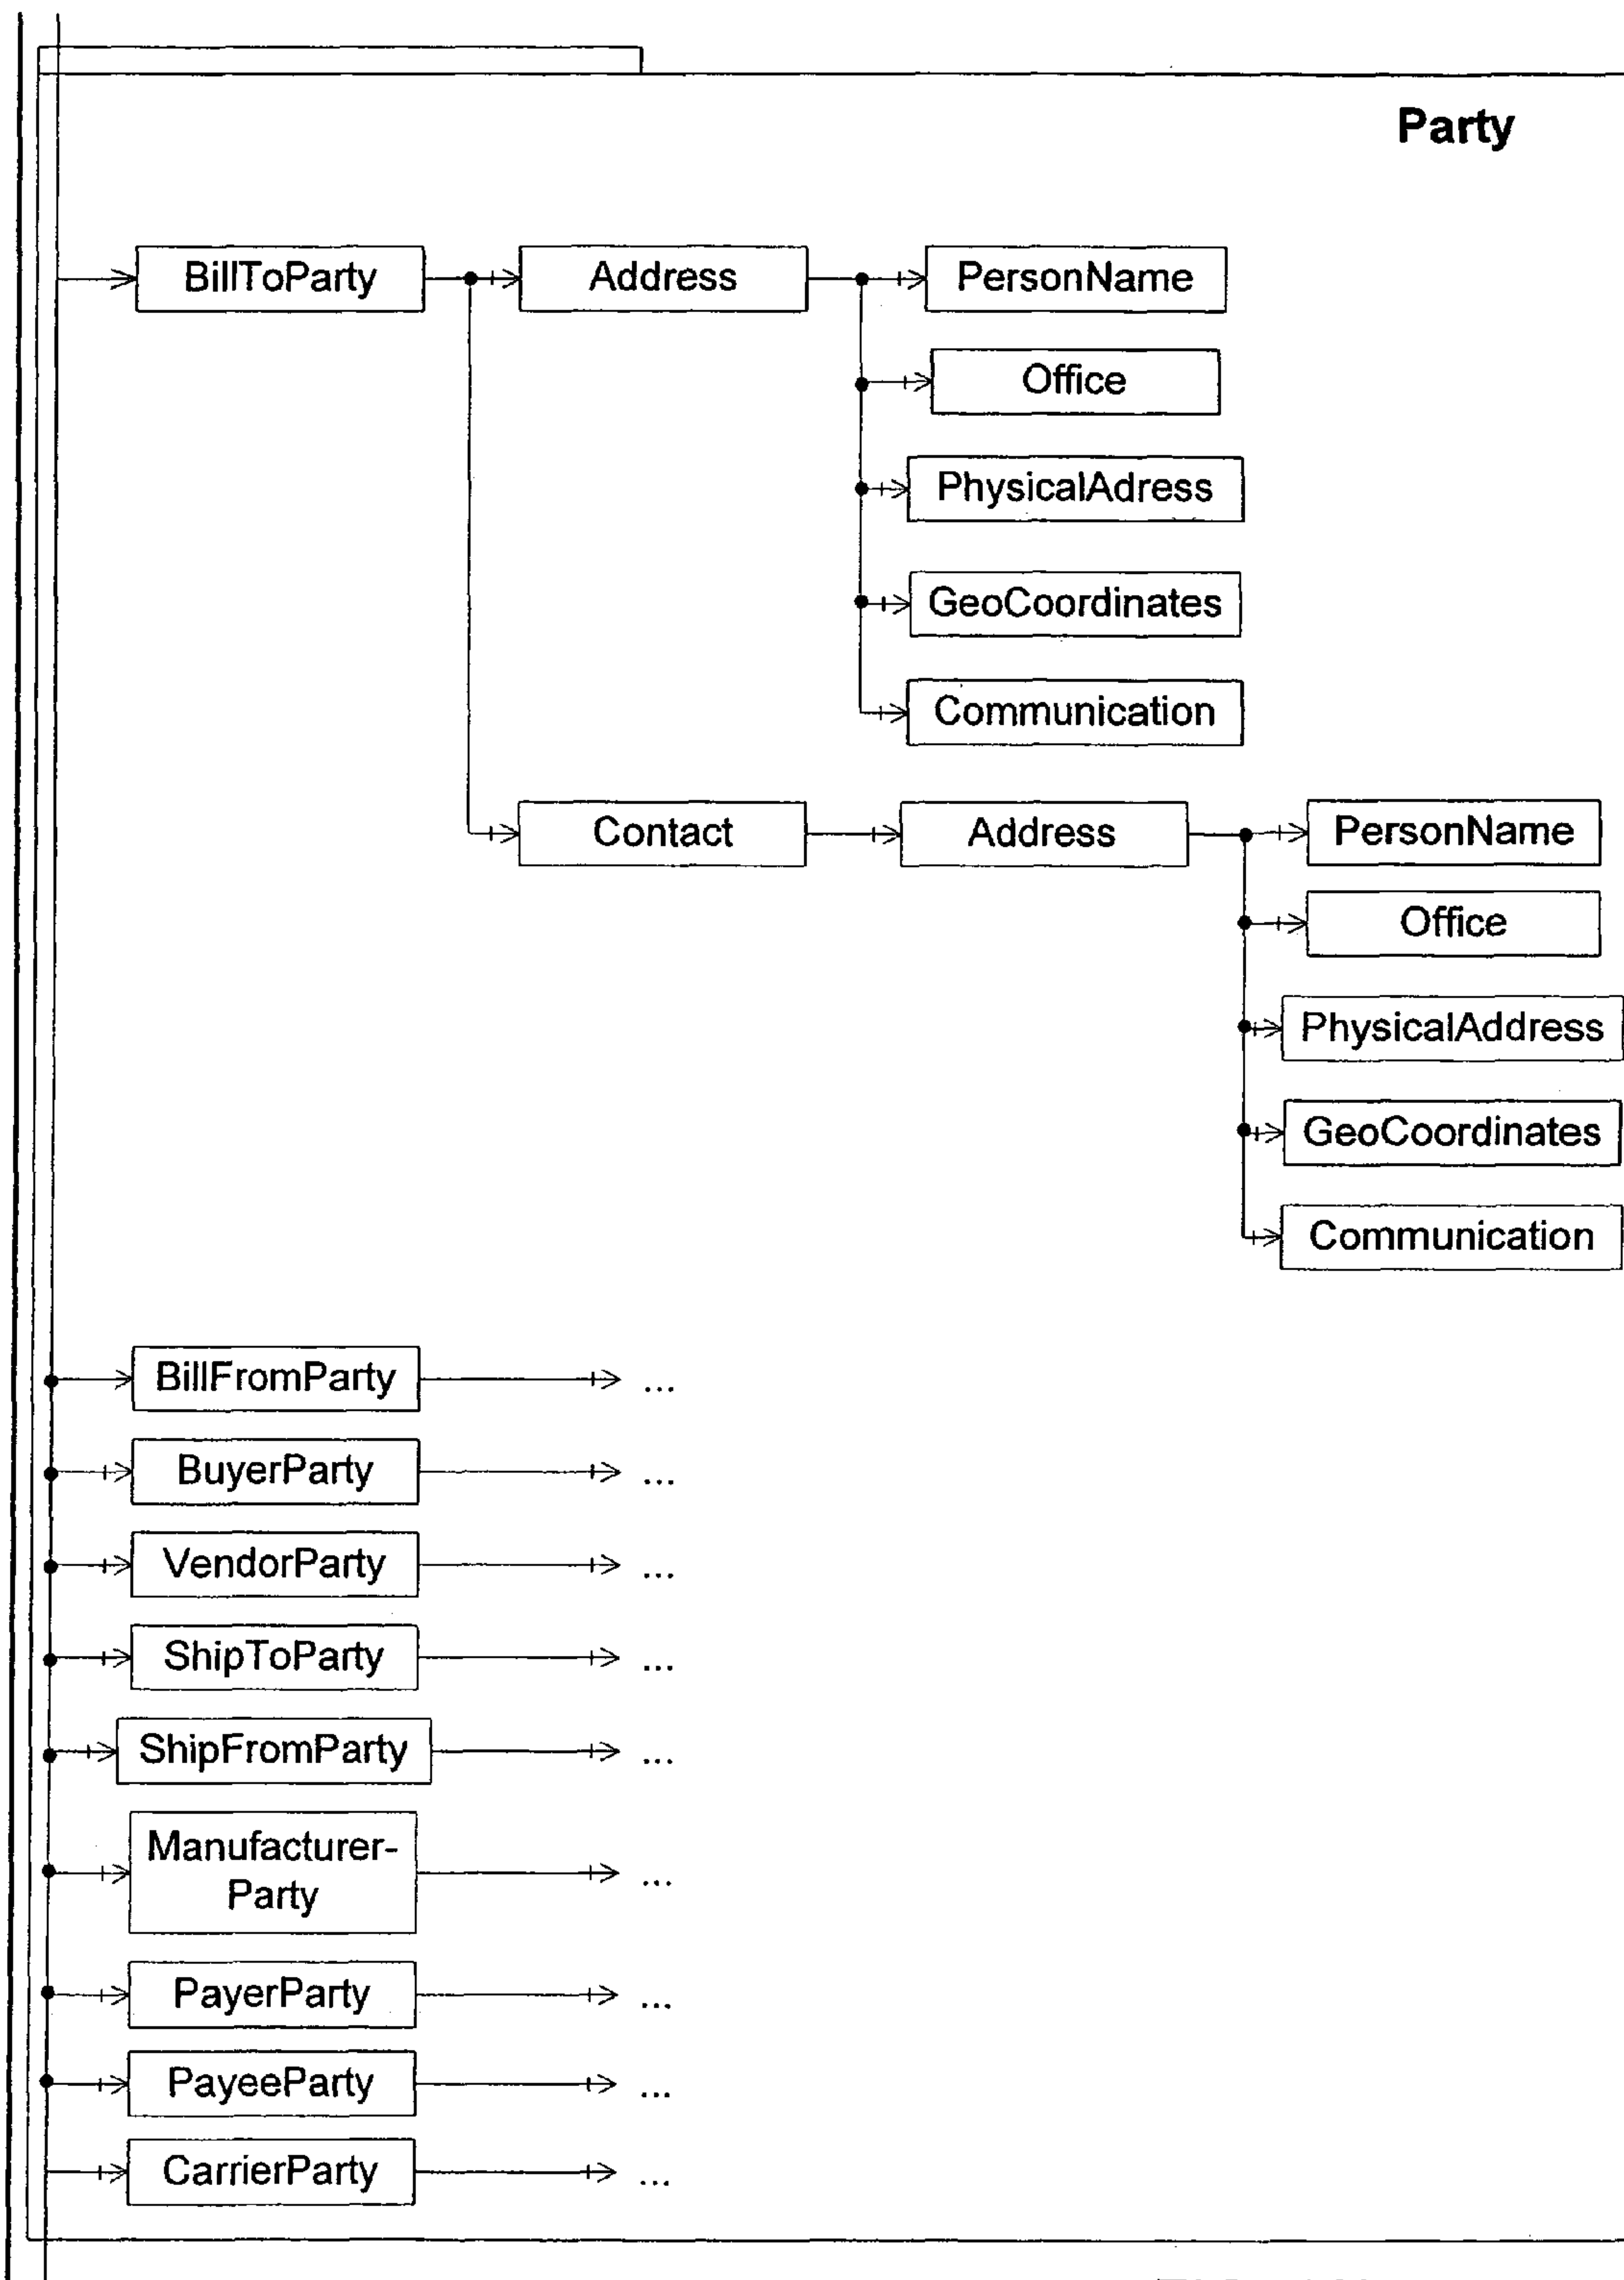 Party
BillToParty
Address
PersonName
Office
PhysicalAdress
GeoCoordinates
Communication
Contact
Address
PersonName
Office
PhysicalAddress
GeoCoordinates
Communication
BillFromParty
...
BuyerParty
...
VendorParty
...
ShipToParty
...
ShipFromParty
...
Manufacturer-
Party
...
PayerParty
...
PayeeParty
...
CarrierParty
...